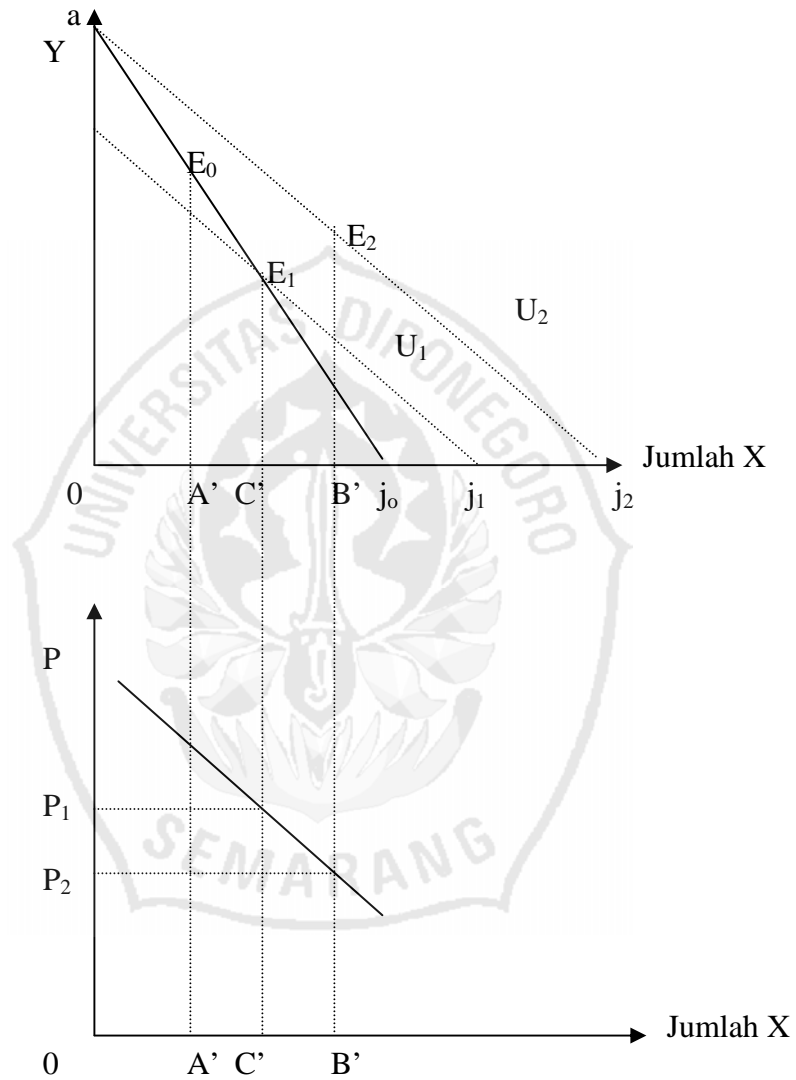 a
Y
E₀
E₂
E₁
U₂
U₁
Jumlah X
0 A’ C’ B’ jₒ j₁ j₂
UNIVERSITAS DIPONEGORO
P
P₁
P₂
SEMARANG
Jumlah X
0 A’ C’ B’